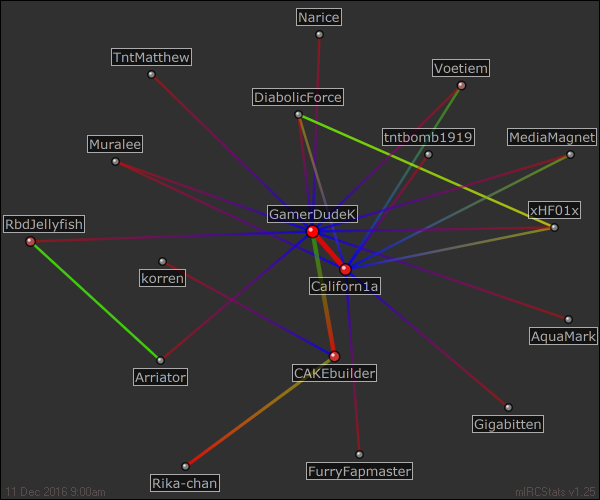 Narice
TntMatthew
Voetiem
DiabolicForce
tntbomb1919
MediaMagnet
Muralee
GamerDudeK
xHF01x
RbdJellyfish
korren
Californ1a
AquaMark
Arriator
CAKEbuilder
Gigabitten
Rika-chan
FurryFapmaster
11 Dec 2016 9:00am
mIRCStats v1.25